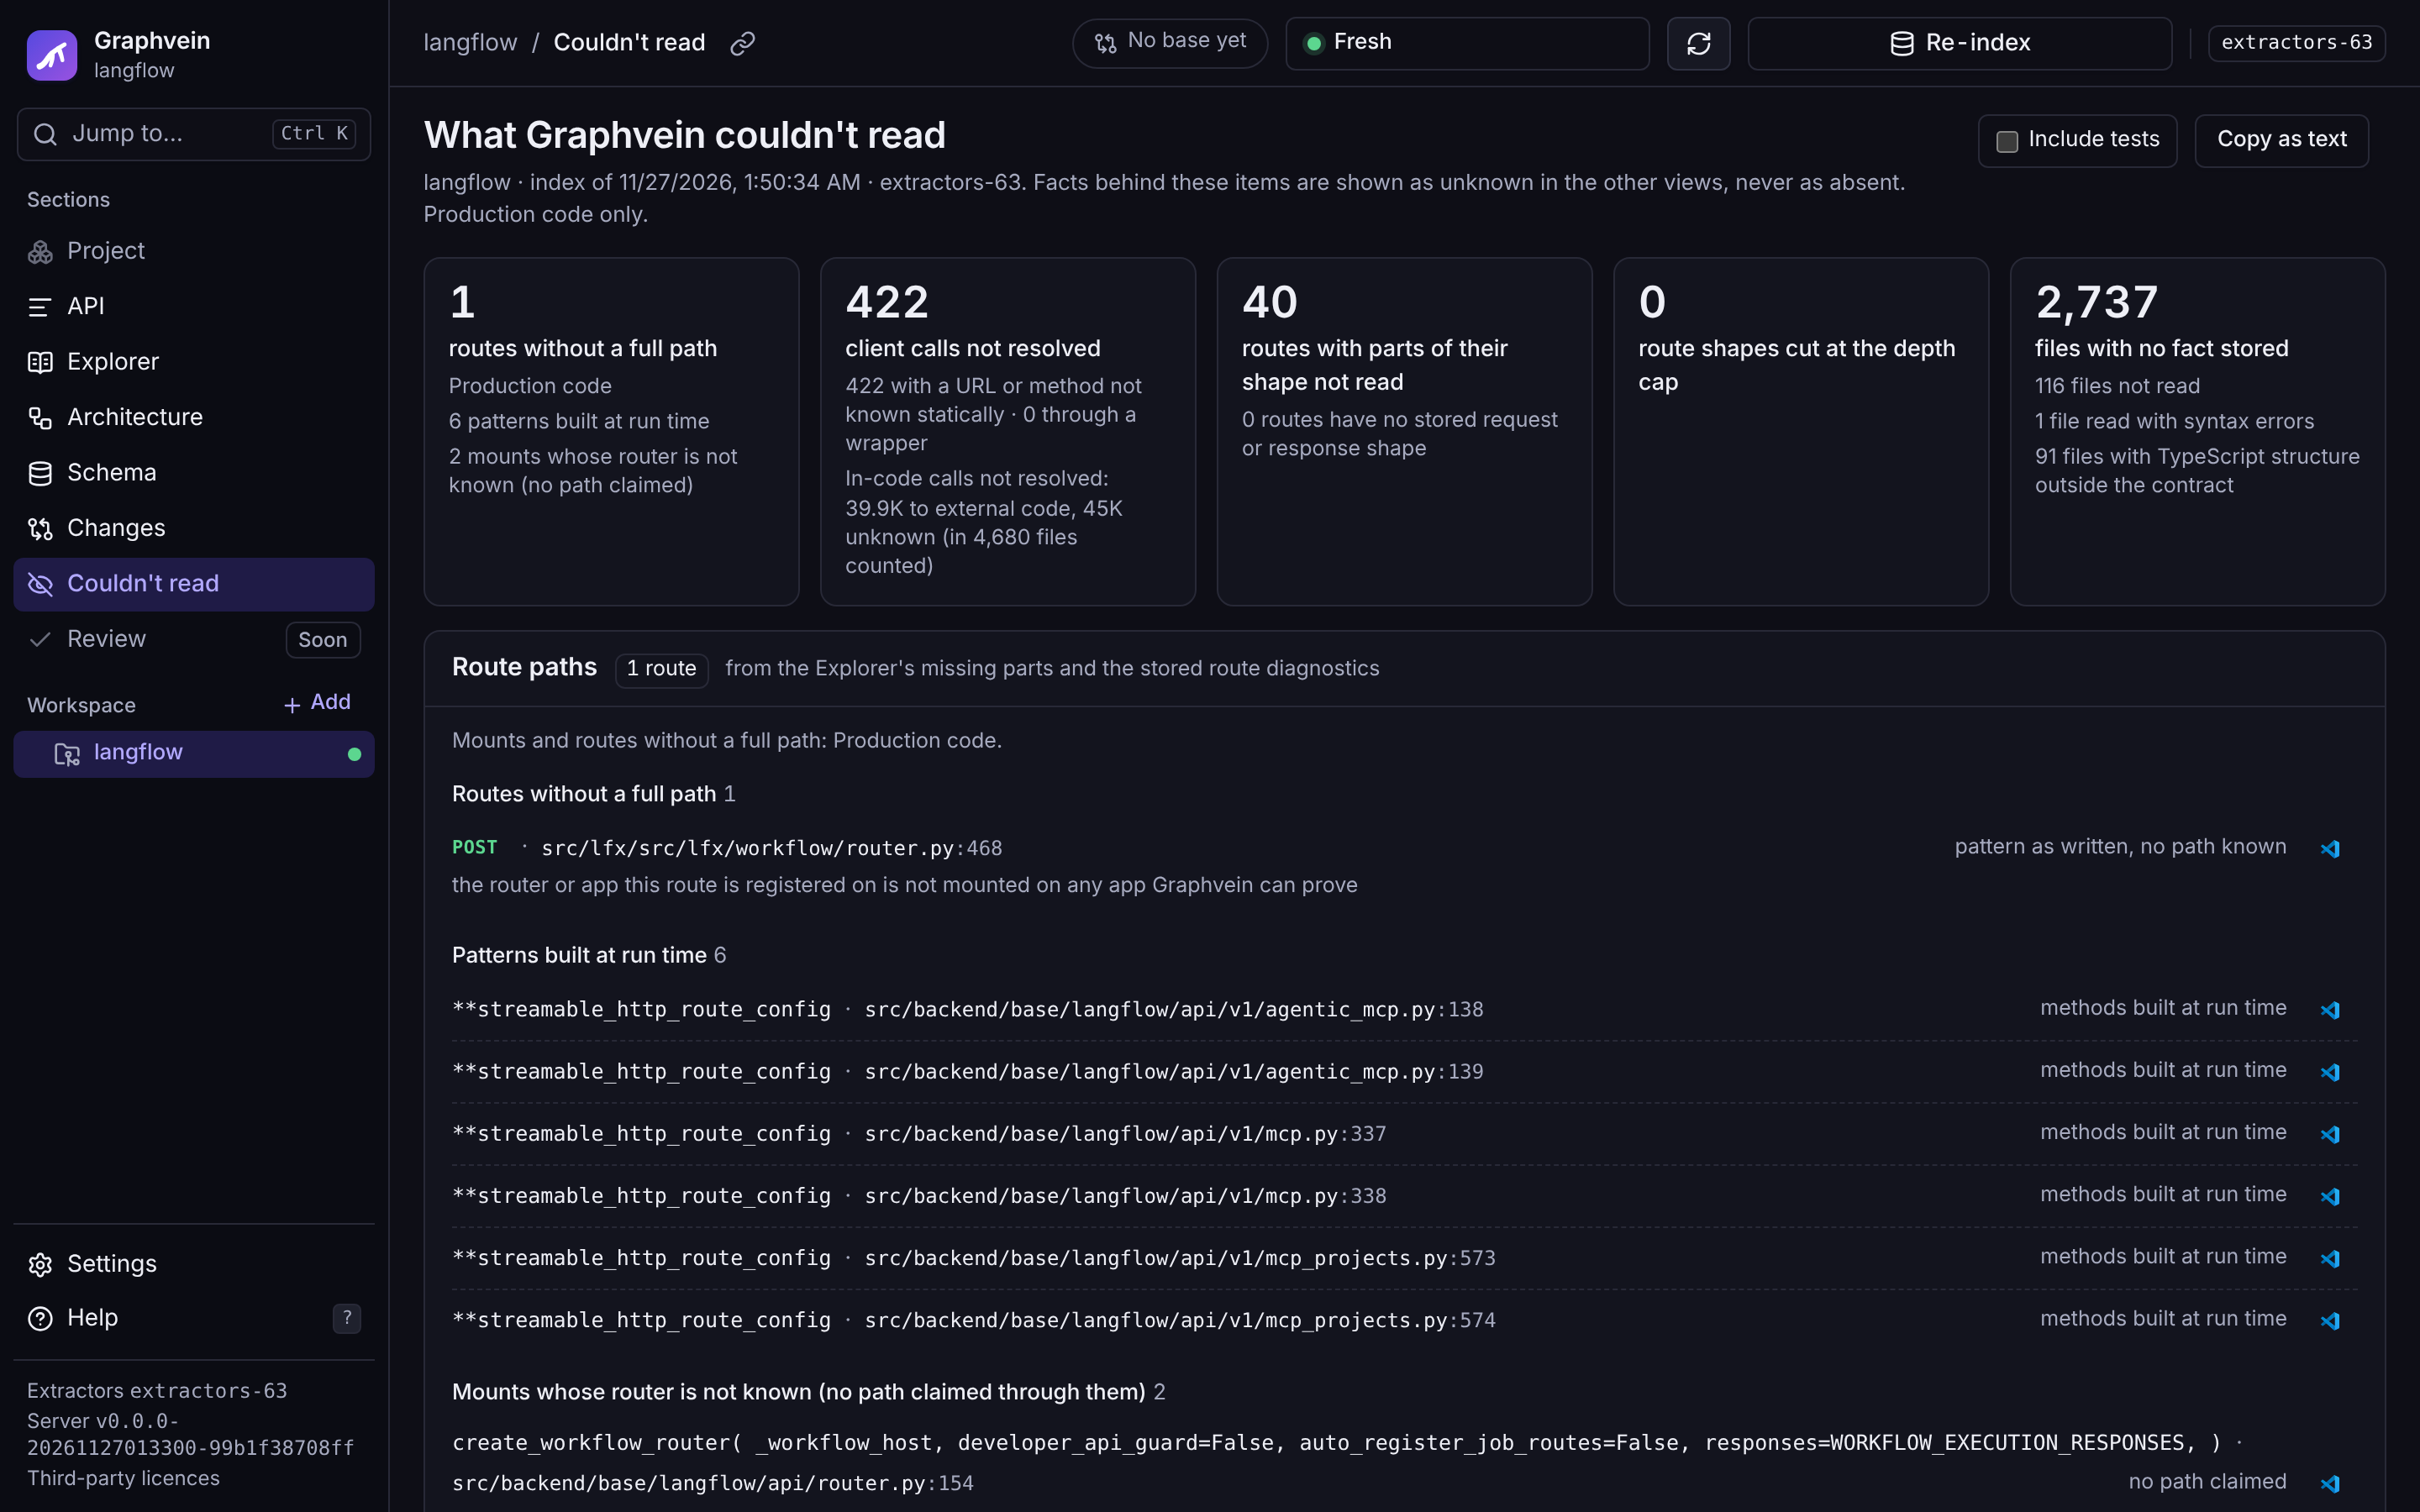 Graphvein
langflow
Jump to...
Ctrl K
Sections
Project
API
Explorer
Architecture
Schema
Changes
Couldn't read
Review
Soon
Workspace
+ Add
langflow
Settings
Help
?
Extractors extractors-63
Server v0.0.0-
20261127013300-99b1f38708ff
Third-party licences
langflow / Couldn't read
No base yet
Fresh
Re-index
extractors-63
What Graphvein couldn't read
Include tests
Copy as text
langflow · index of 11/27/2026, 1:50:34 AM · extractors-63. Facts behind these items are shown as unknown in the other views, never as absent.
Production code only.
1
routes without a full path
Production code
6 patterns built at run time
2 mounts whose router is not
known (no path claimed)
422
client calls not resolved
422 with a URL or method not
known statically · 0 through a
wrapper
In-code calls not resolved:
39.9K to external code, 45K
unknown (in 4,680 files
counted)
40
routes with parts of their
shape not read
0 routes have no stored request
or response shape
0
route shapes cut at the depth
cap
2,737
files with no fact stored
116 files not read
1 file read with syntax errors
91 files with TypeScript structure
outside the contract
Route paths 1 route from the Explorer's missing parts and the stored route diagnostics
Mounts and routes without a full path: Production code.
Routes without a full path 1
POST · src/lfx/src/lfx/workflow/router.py:468 pattern as written, no path known
the router or app this route is registered on is not mounted on any app Graphvein can prove
Patterns built at run time 6
**streamable_http_route_config · src/backend/base/langflow/api/v1/agentic_mcp.py:138 methods built at run time
**streamable_http_route_config · src/backend/base/langflow/api/v1/agentic_mcp.py:139 methods built at run time
**streamable_http_route_config · src/backend/base/langflow/api/v1/mcp.py:337 methods built at run time
**streamable_http_route_config · src/backend/base/langflow/api/v1/mcp.py:338 methods built at run time
**streamable_http_route_config · src/backend/base/langflow/api/v1/mcp_projects.py:573 methods built at run time
**streamable_http_route_config · src/backend/base/langflow/api/v1/mcp_projects.py:574 methods built at run time
Mounts whose router is not known (no path claimed through them) 2
create_workflow_router( _workflow_host, developer_api_guard=False, auto_register_job_routes=False, responses=WORKFLOW_EXECUTION_RESPONSES, ) ·
src/backend/base/langflow/api/router.py:154 no path claimed